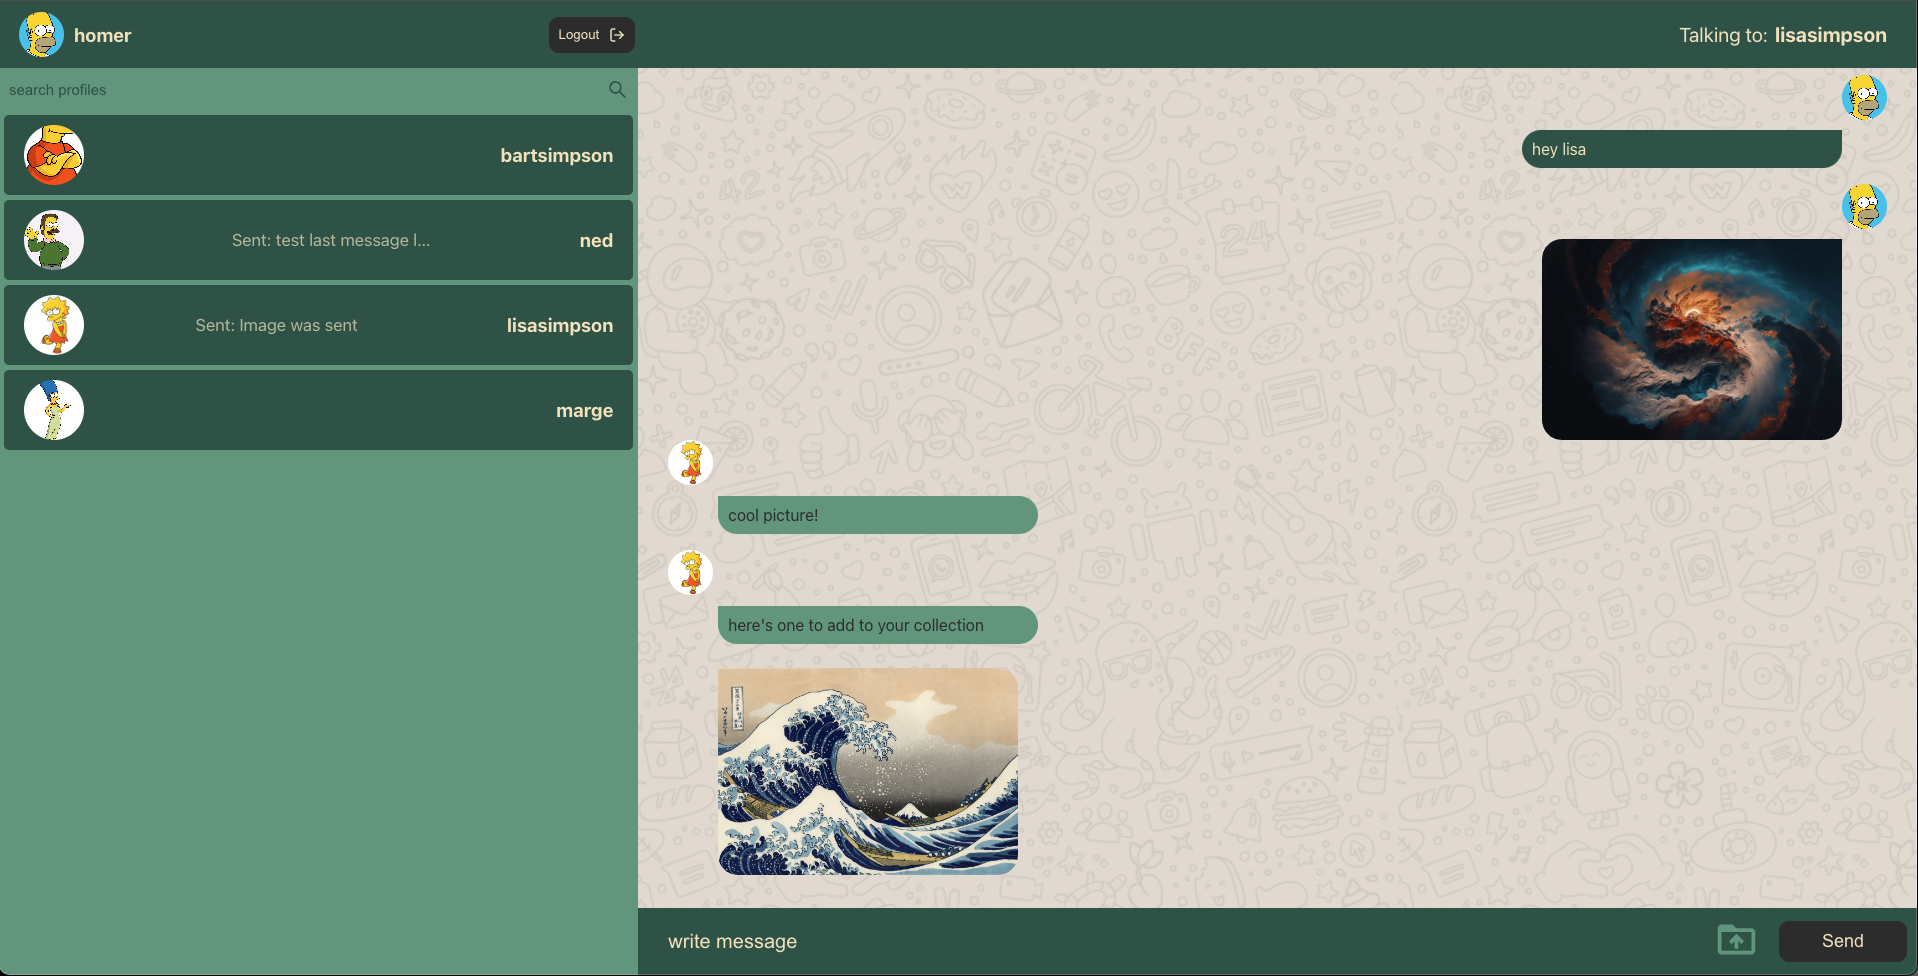 homer
Logout
Talking to: lisasimpson
search profiles
bartsimpson
Sent: test last message l...
ned
Sent: Image was sent
lisasimpson
marge
hey lisa
cool picture!
here's one to add to your collection
write message
Send